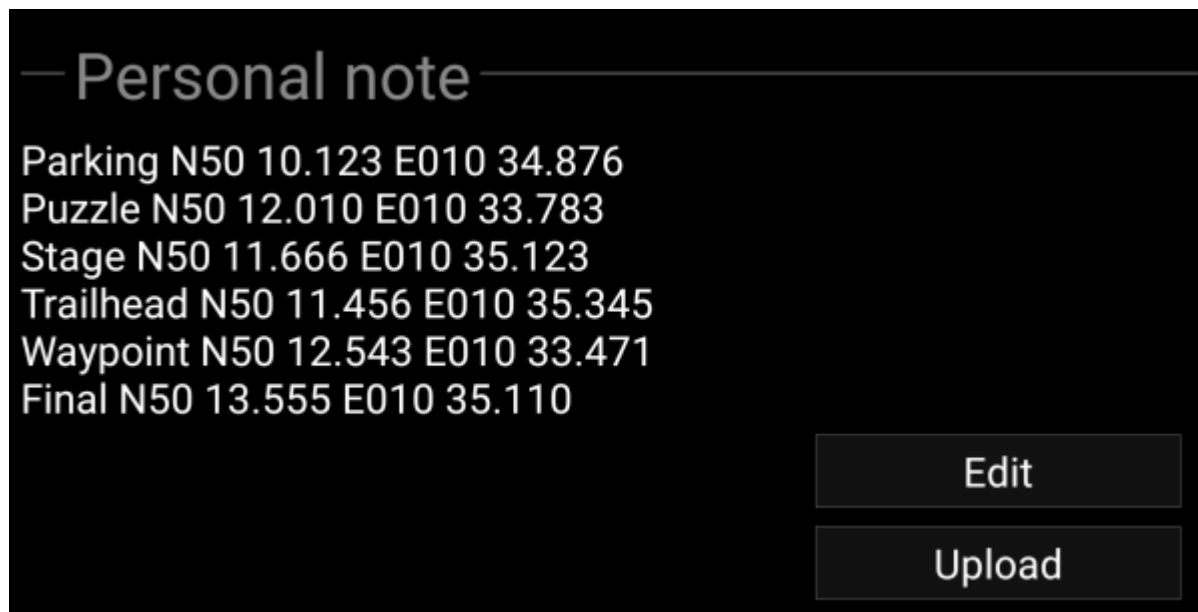 Personal note
Parking N50 10.123 E010 34.876
Puzzle N50 12.010 E010 33.783
Stage N50 11.666 E010 35.123
Trailhead N50 11.456 E010 35.345
Waypoint N50 12.543 E010 33.471
Final N50 13.555 E010 35.110
Edit
Upload